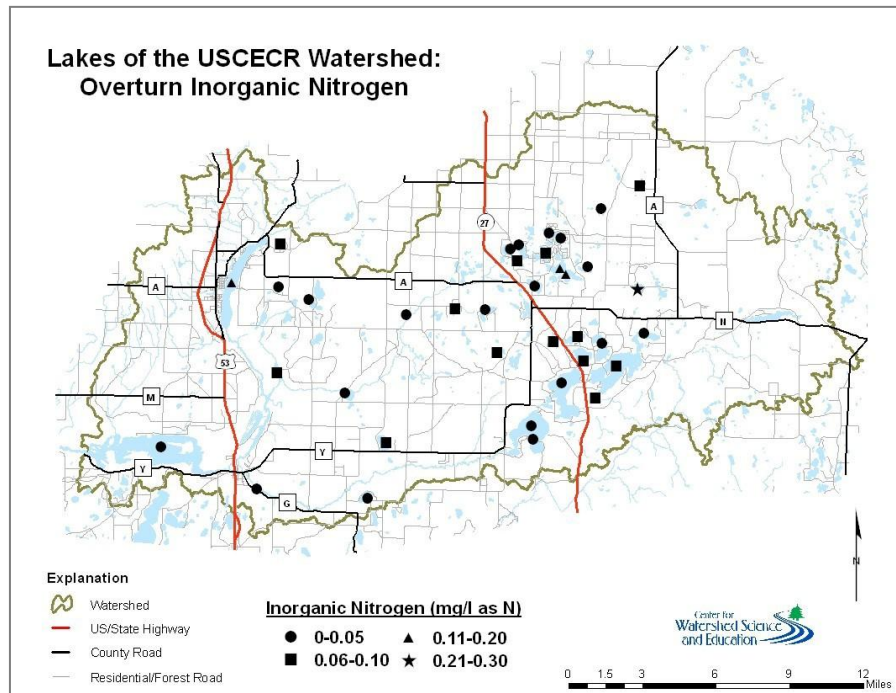 Lakes of the USCECR Watershed:
Overturn Inorganic Nitrogen
A
27
A
A
N
53
M
Y
Y
G
N
Explanation
Watershed
US/State Highway
County Road
Residential/Forest Road
Inorganic Nitrogen (mg/l as N)
0-0.05
0.11-0.20
0.06-0.10
0.21-0.30
Center for
Watershed Science
and Education
0 1.5 3 6 9 12
Miles